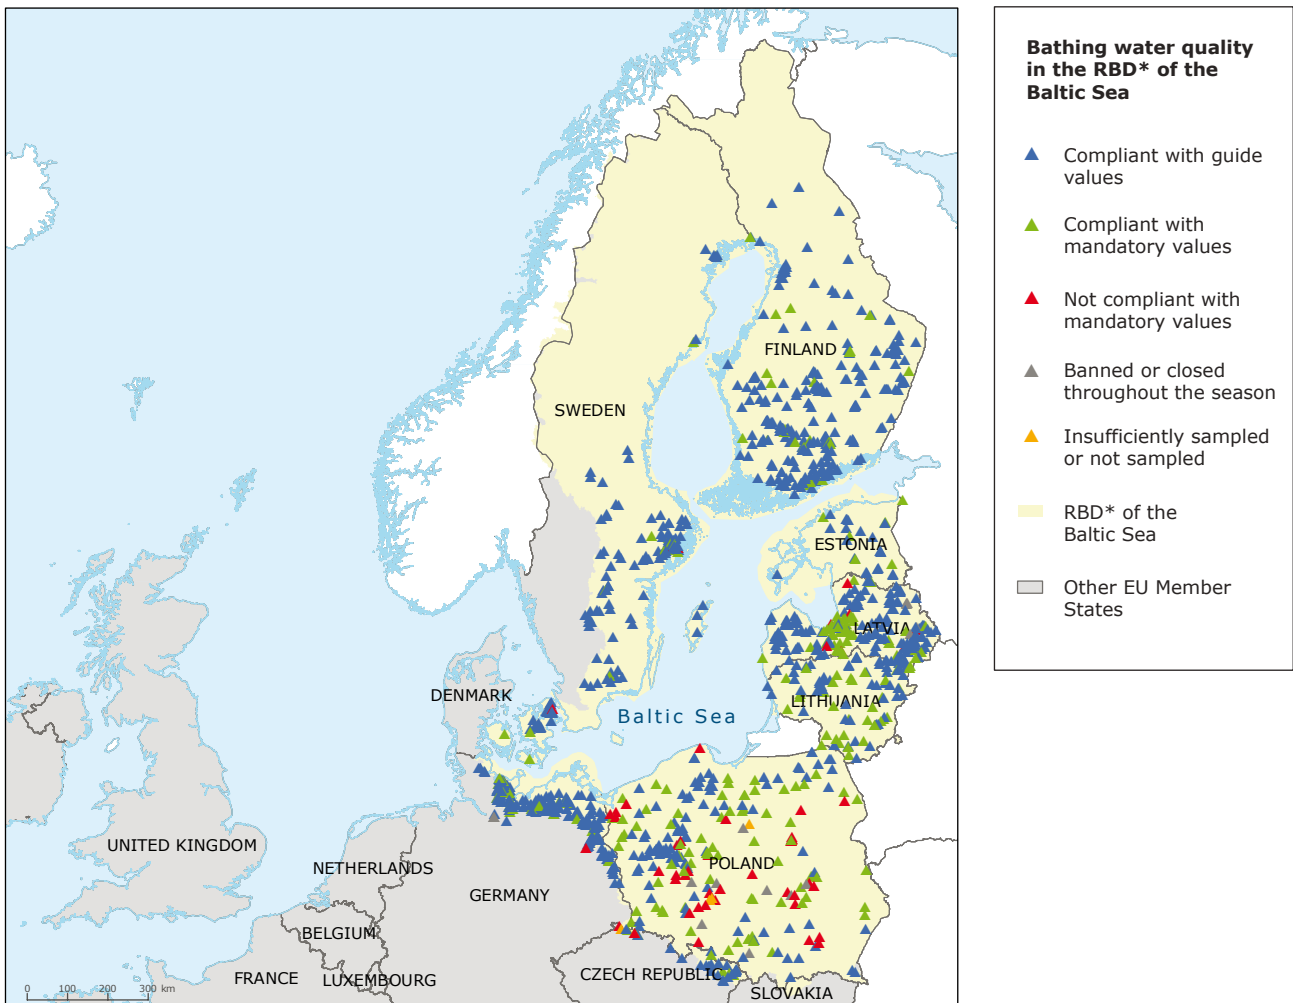 Bathing water quality
in the RBD* of the
Baltic Sea
Compliant with guide
values
Compliant with
mandatory values
Not compliant with
mandatory values
Banned or closed
throughout the season
Insufficiently sampled
or not sampled
RBD* of the
Baltic Sea
Other EU Member
States
FINLAND
SWEDEN
ESTONIA
LATVIA
LITHUANIA
DENMARK
Baltic Sea
UNITED KINGDOM
NETHERLANDS
POLAND
GERMANY
BELGIUM
FRANCE
LUXEMBOURG
CZECH REPUBLIC
SLOVAKIA
0 100 200 300 km